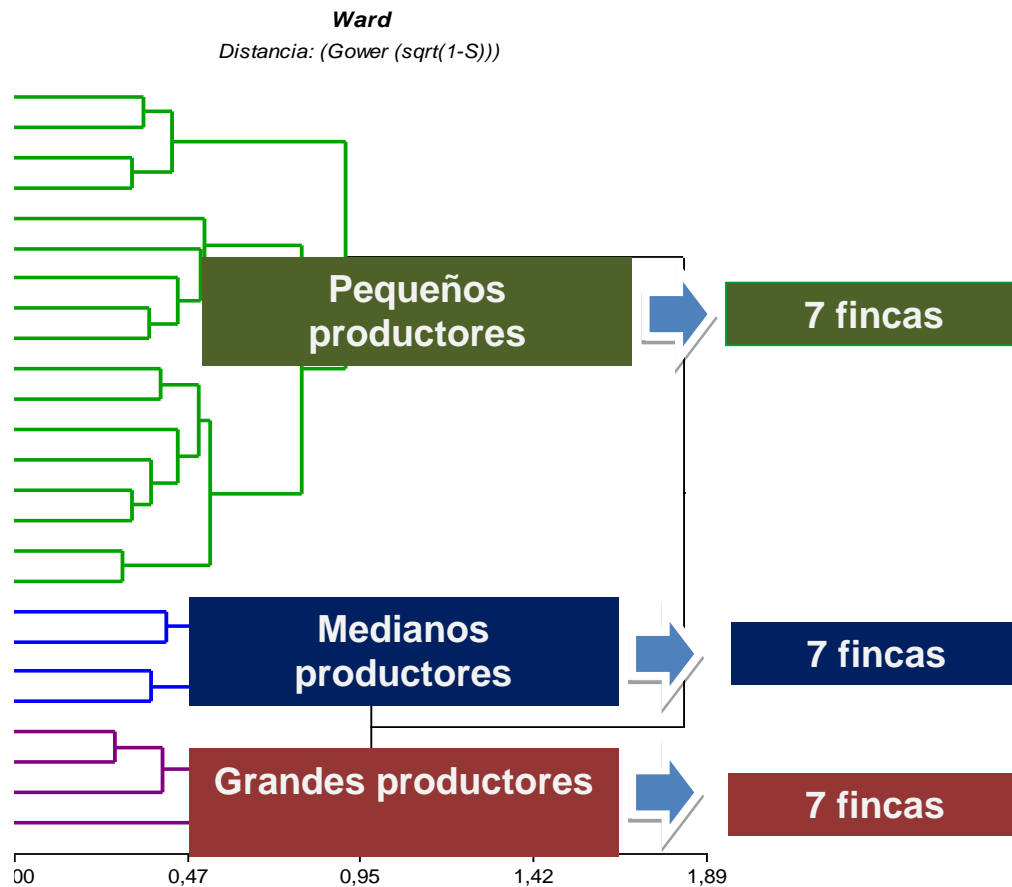 Ward
Distancia: (Gower (sqrt(1-S)))
Pequeños
productores
7 fincas
Medianos
productores
7 fincas
Grandes productores
7 fincas
00 0,47 0,95 1,42 1,89